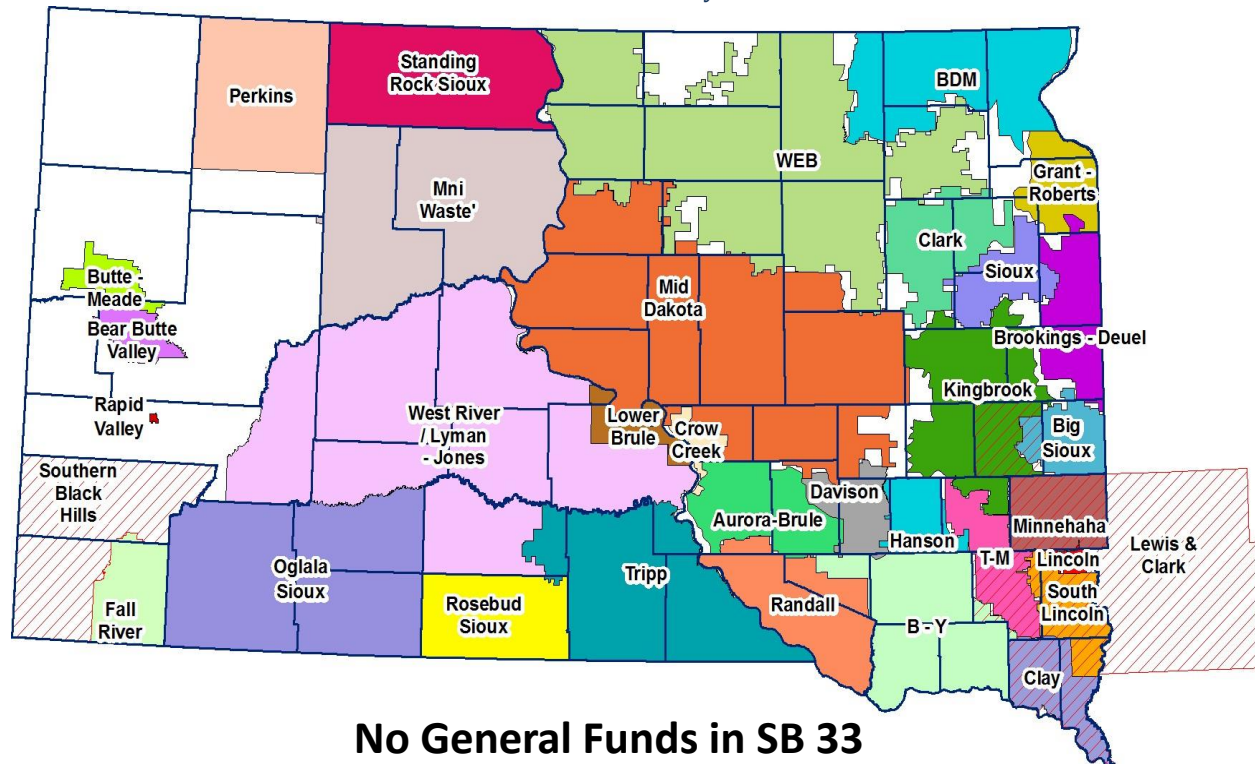 Standing
Rock Sioux
Perkins
BDM
WEB
Mni
Waste'
Grant -
Roberts
Clark
Sioux
Butte -
Meade
Bear Butte
Valley
Mid
Dakota
Brookings - Deuel
Kingbrook
Rapid
Valley
West River
/ Lyman
- Jones
Lower
Brule
Crow
Creek
Big
Sioux
Southern
Black
Hills
Davison
Aurora-Brule
Hanson
Minnehaha
Lewis &
Clark
T-M
Lincoln
South
Lincoln
Oglala
Sioux
Tripp
Fall
River
Rosebud
Sioux
Randall
B - Y
Clay
No General Funds in SB 33